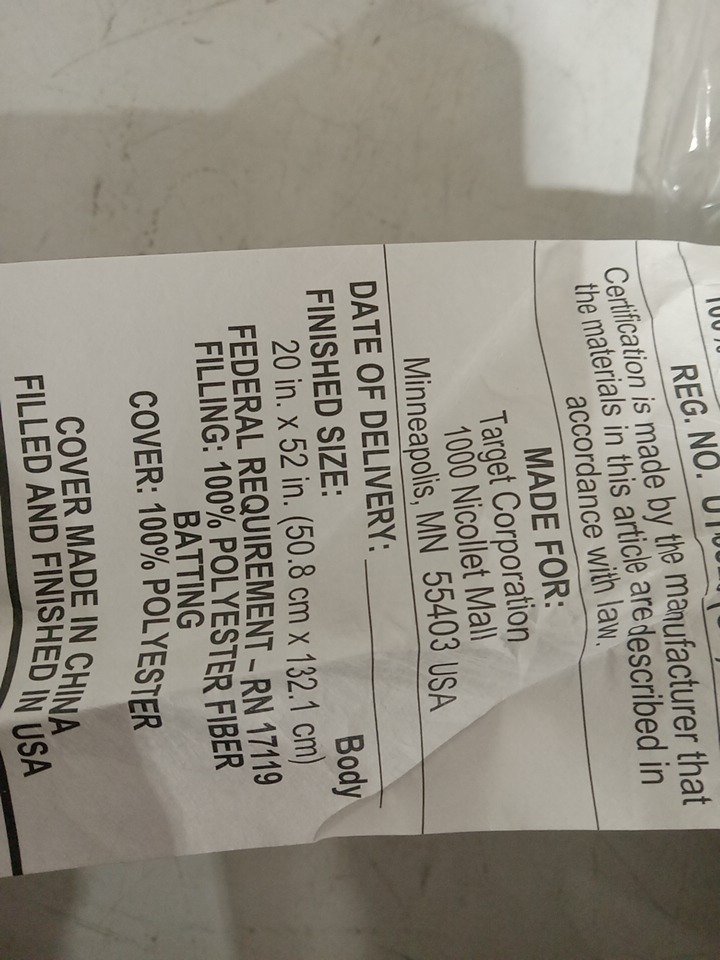 REG. NO.
Certification is made by the manufacturer that
the materials in this article aredescribed in
accordance with law.
MADE FOR:
Target Corporation
1000 Nicollet Mall
Minneapolis, MN 55403 USA
DATE OF DELIVERY:
FINISHED SIZE: Body
20 in. x 52 in. (50.8 cm x 132.1 cm)
FEDERAL REQUIREMENT – RN 17119
FILLING: 100% POLYESTER FIBER
BATTING
COVER: 100% POLYESTER
COVER MADE IN CHINA
FILLED AND FINISHED IN USA